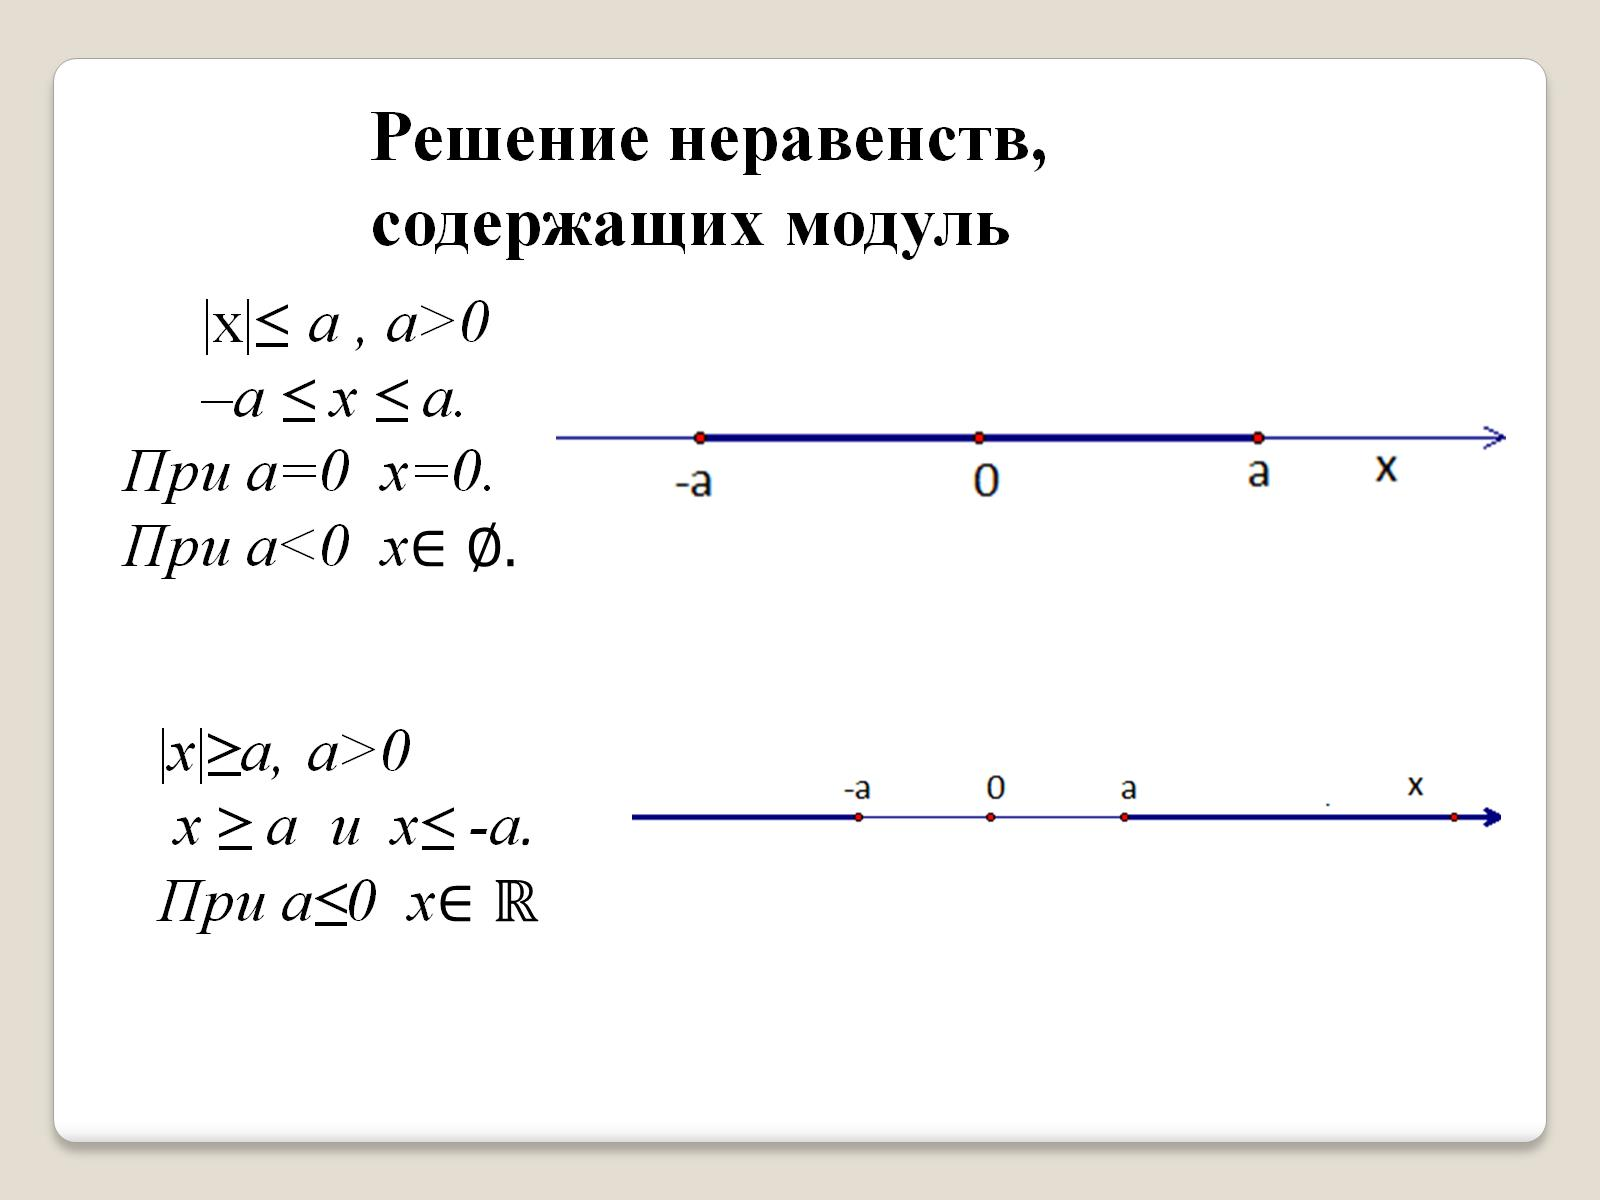 Решение неравенств,
содержащих модуль
|x|≤ a , a>0
–a ≤ x ≤ a.
При a=0 x=0.
При a<0 x∈ ∅.
-a 0 a x
|x|≥a, a>0
x ≥ a и x≤ -a.
При a≤0 x∈ ℝ
-a 0 a x